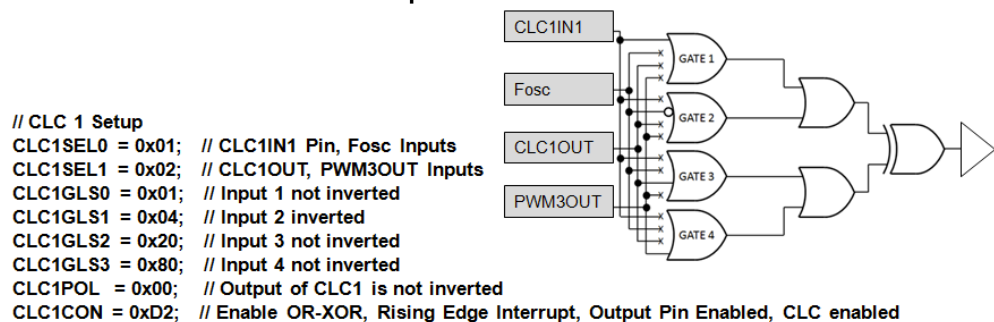 CLC1IN1
Fosc
CLC1OUT
PWM3OUT
GATE 1
GATE 2
GATE 3
GATE 4
// CLC 1 Setup
CLC1SEL0 = 0x01; // CLC1IN1 Pin, Fosc Inputs
CLC1SEL1 = 0x02; // CLC1OUT, PWM3OUT Inputs
CLC1GLS0 = 0x01; // Input 1 not inverted
CLC1GLS1 = 0x04; // Input 2 inverted
CLC1GLS2 = 0x20; // Input 3 not inverted
CLC1GLS3 = 0x80; // Input 4 not inverted
CLC1POL = 0x00; // Output of CLC1 is not inverted
CLC1CON = 0xD2; // Enable OR-XOR, Rising Edge Interrupt, Output Pin Enabled, CLC enabled